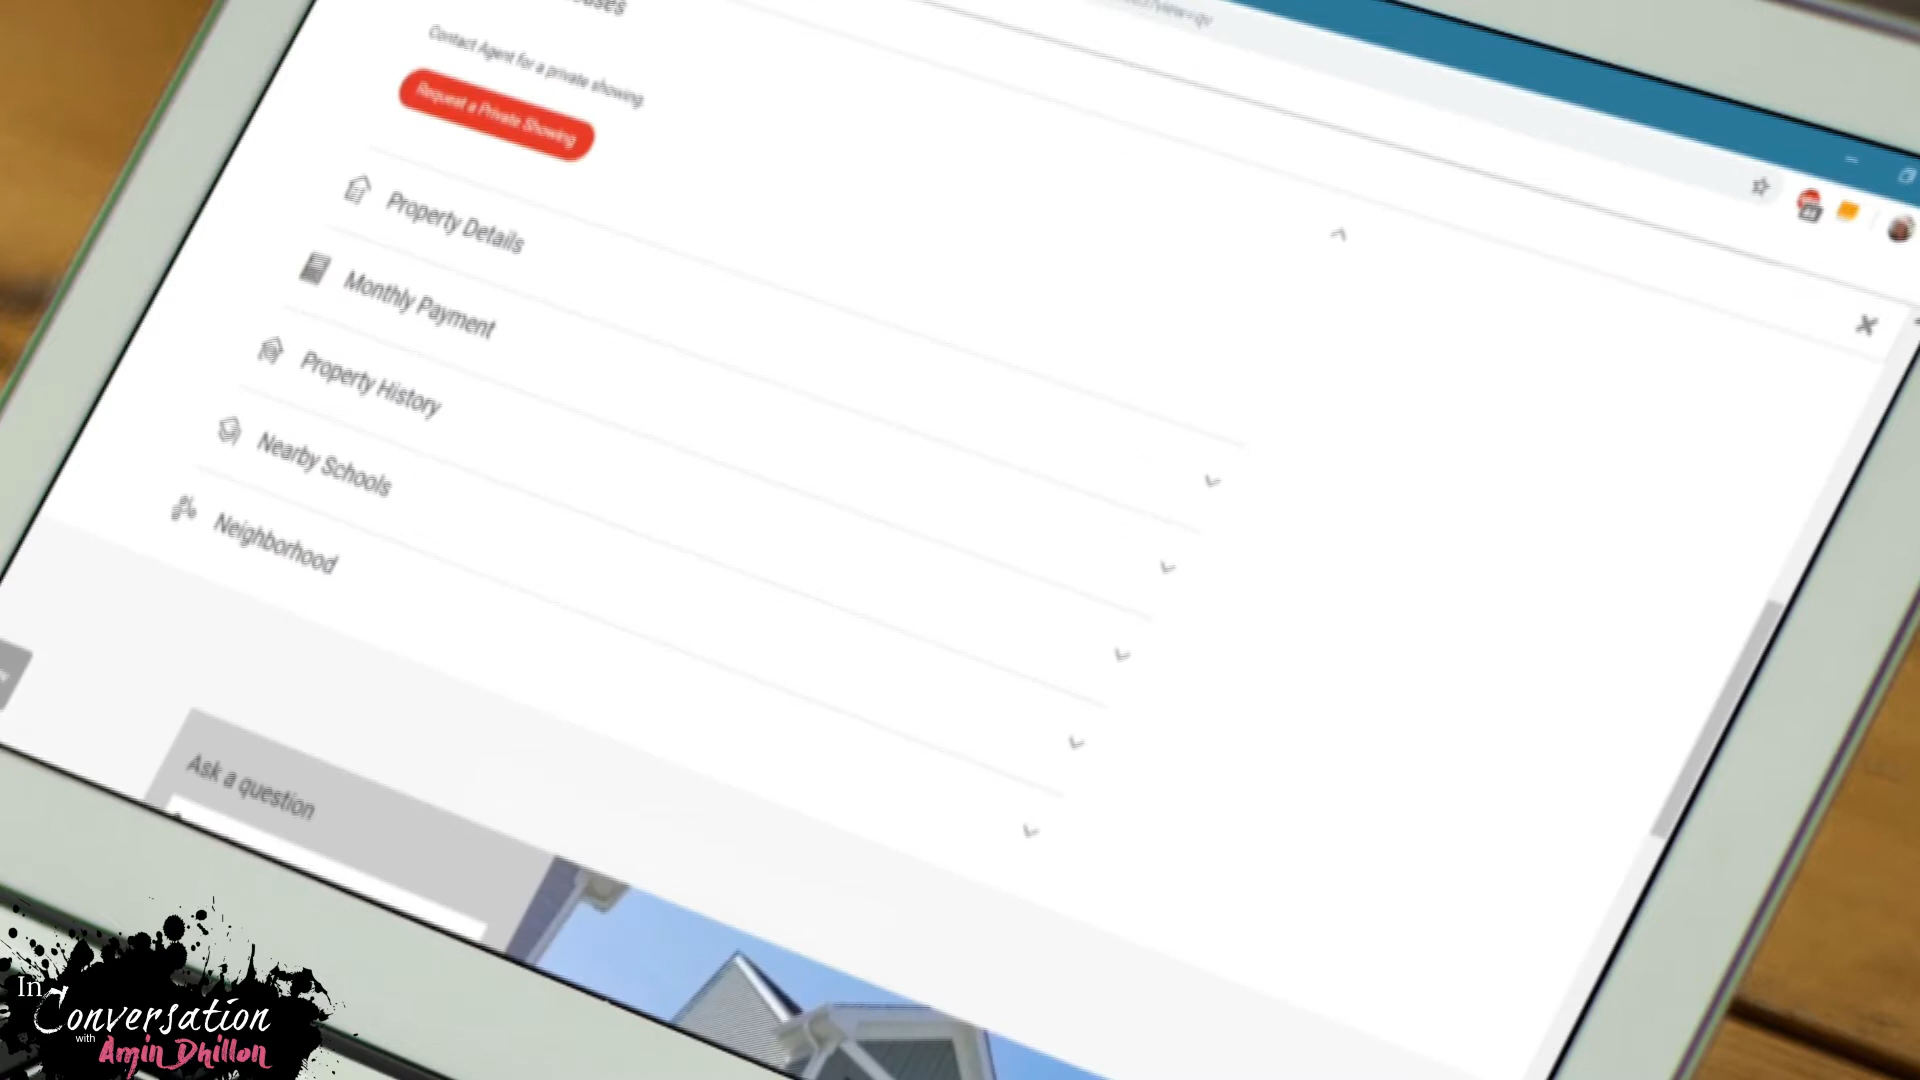 Contact Agent for a private showing
Request a Private Showing
Property Details
Monthly Payment
Property History
Nearby Schools
Neighborhood
Ask a question
In
Conversation
with
Amin Dhillon